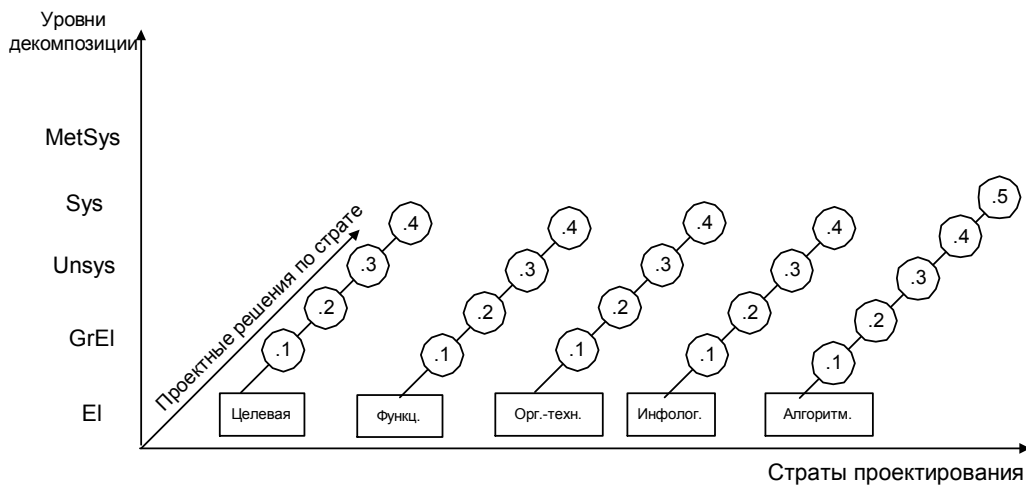 Уровни
декомпозиции
MetSys
Sys
Unsys
GrEl
El
Проектные решения по страте
.1
.2
.3
.4
.1
.2
.3
.4
.1
.2
.3
.4
.1
.2
.3
.4
.1
.2
.3
.4
.5
Целевая
Функц.
Орг.-техн.
Инфолог.
Алгоритм.
Страты проектирования